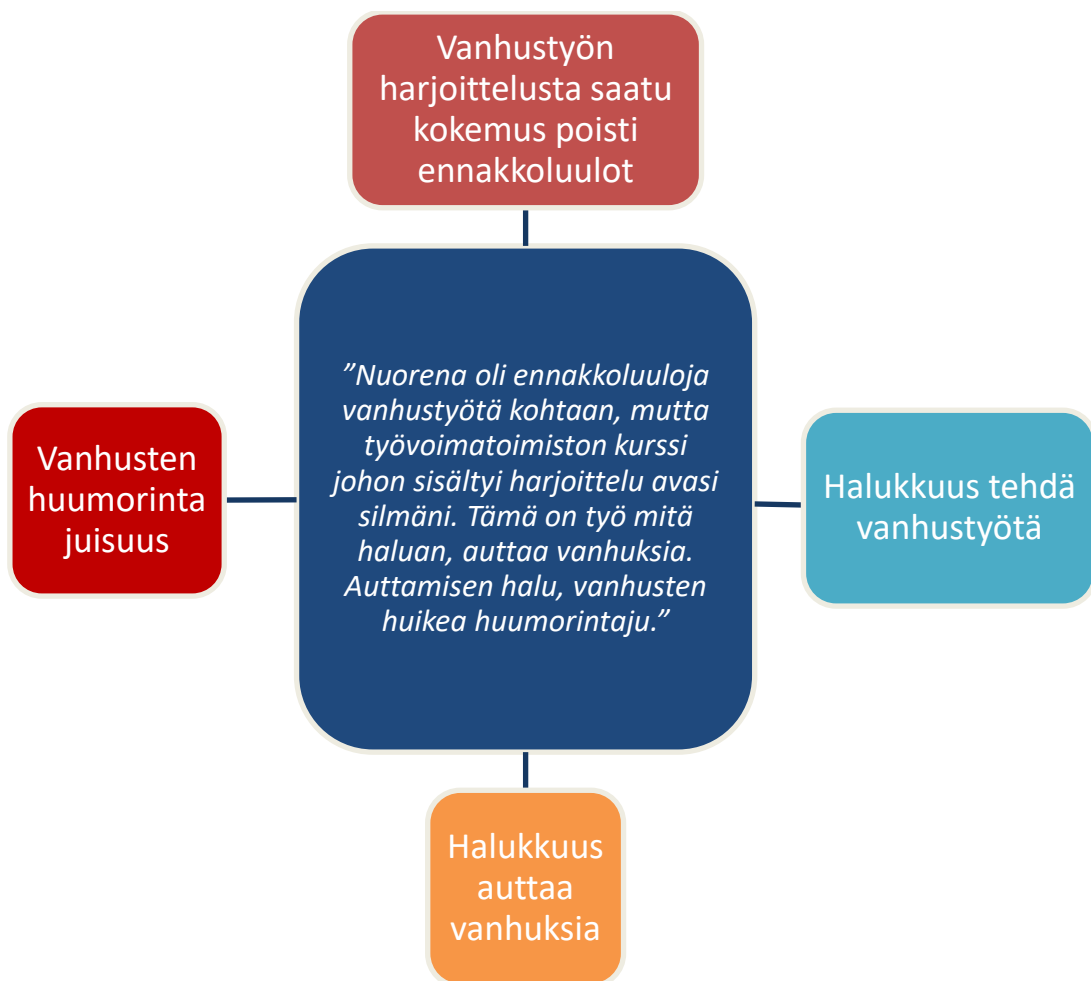 Vanhustyön
harjoittelusta saatu
kokemus poisti
ennakkoluulot
”Nuorena oli ennakkoluuloja
vanhustyötä kohtaan, mutta
työvoimatoimiston kurssi
johon sisältyi harjoittelu avasi
silmäni. Tämä on työ mitä
haluan, auttaa vanhuksia.
Auttamisen halu, vanhusten
huikea huumorintaju.”
Vanhusten
huumorinta
juisuus
Halukkuus tehdä
vanhustyötä
Halukkuus
auttaa
vanhuksia